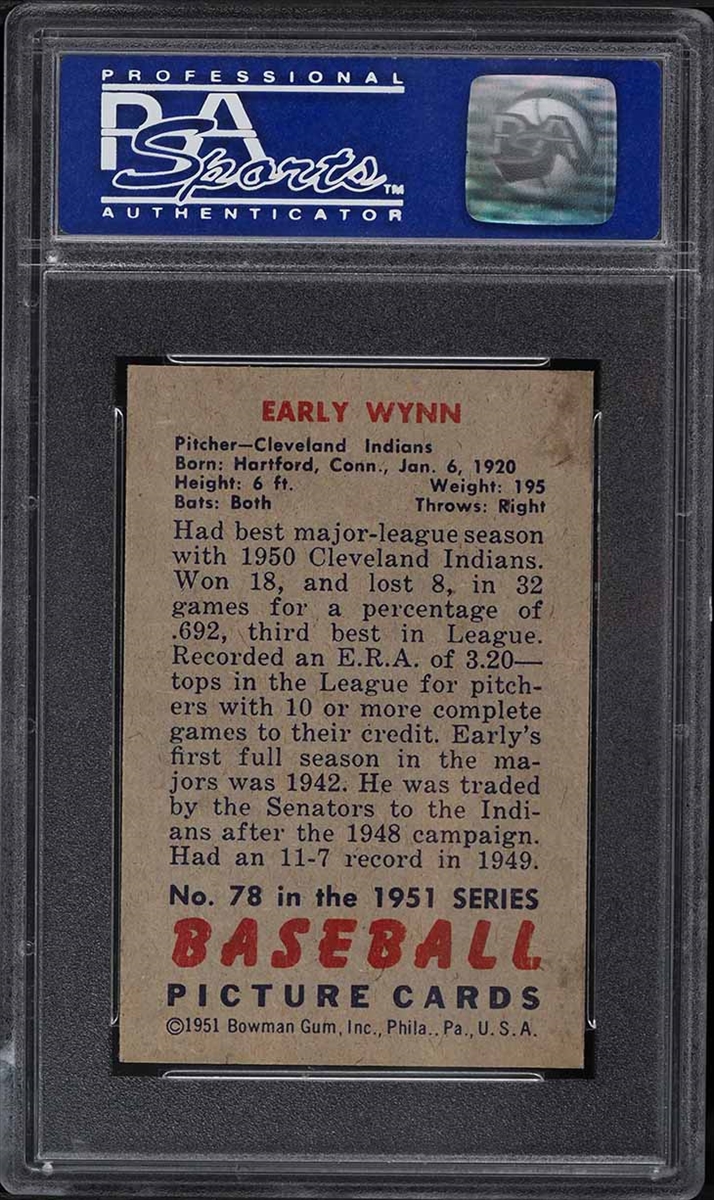 PROFESSIONAL
PSA
Sports™
AUTHENTICATOR
PSA
EARLY WYNN
Pitcher—Cleveland Indians
Born: Hartford, Conn., Jan. 6, 1920
Height: 6 ft. Weight: 195
Bats: Both Throws: Right
Had best major-league season
with 1950 Cleveland Indians.
Won 18, and lost 8, in 32
games for a percentage of
.692, third best in League.
Recorded an E.R.A. of 3.20—
tops in the League for pitch-
ers with 10 or more complete
games to their credit. Early's
first full season in the ma-
jors was 1942. He was traded
by the Senators to the Indi-
ans after the 1948 campaign.
Had an 11-7 record in 1949.
No. 78 in the 1951 SERIES
BASEBALL
PICTURE CARDS
©1951 Bowman Gum, Inc., Phila.. Pa., U. S. A.